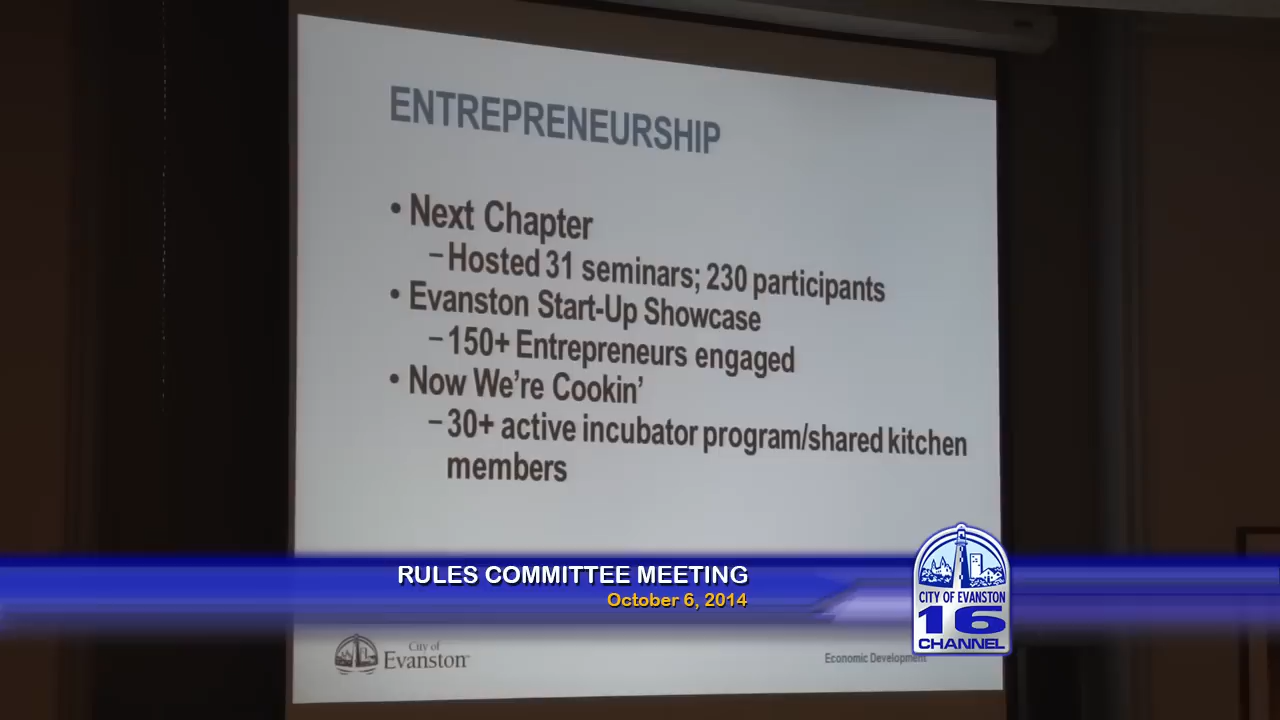 ENTREPRENEURSHIP
• Next Chapter
–Hosted 31 seminars; 230 participants
• Evanston Start-Up Showcase
–150+ Entrepreneurs engaged
• Now We're Cookin'
–30+ active incubator program/shared kitchen
members
RULES COMMITTEE MEETING
October 6, 2014
CITY OF EVANSTON
16
CHANNEL
City of
Evanston™
Economic Development